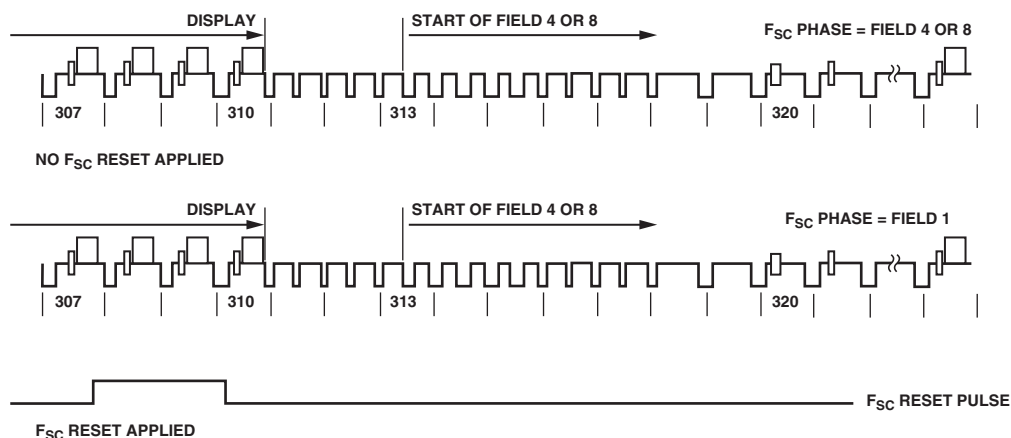 DISPLAY START OF FIELD 4 OR 8
FSC PHASE = FIELD 4 OR 8
307 310 313 320
NO FSC RESET APPLIED
DISPLAY START OF FIELD 4 OR 8
FSC PHASE = FIELD 1
307 310 313 320
FSC RESET PULSE
FSC RESET APPLIED